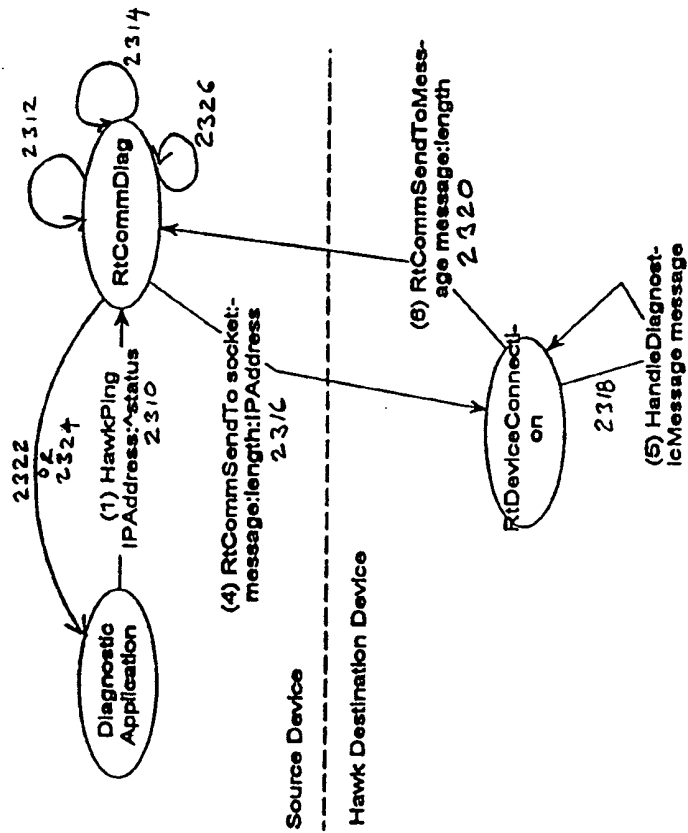 2322
or
2324
Diagnostic
Application
(1) HawkPing
IPAddress:^status
2310
RtCommDiag
2312
2314
2326
(4) RtCommSendTo socket:-
message:length:IPAddress
2316
(6) RtCommSendToMess-
age message:length
2320
Source Device
Hawk Destination Device
RtDeviceConnecti-
on
2318
(5) HandleDiagnost-
icMessage message